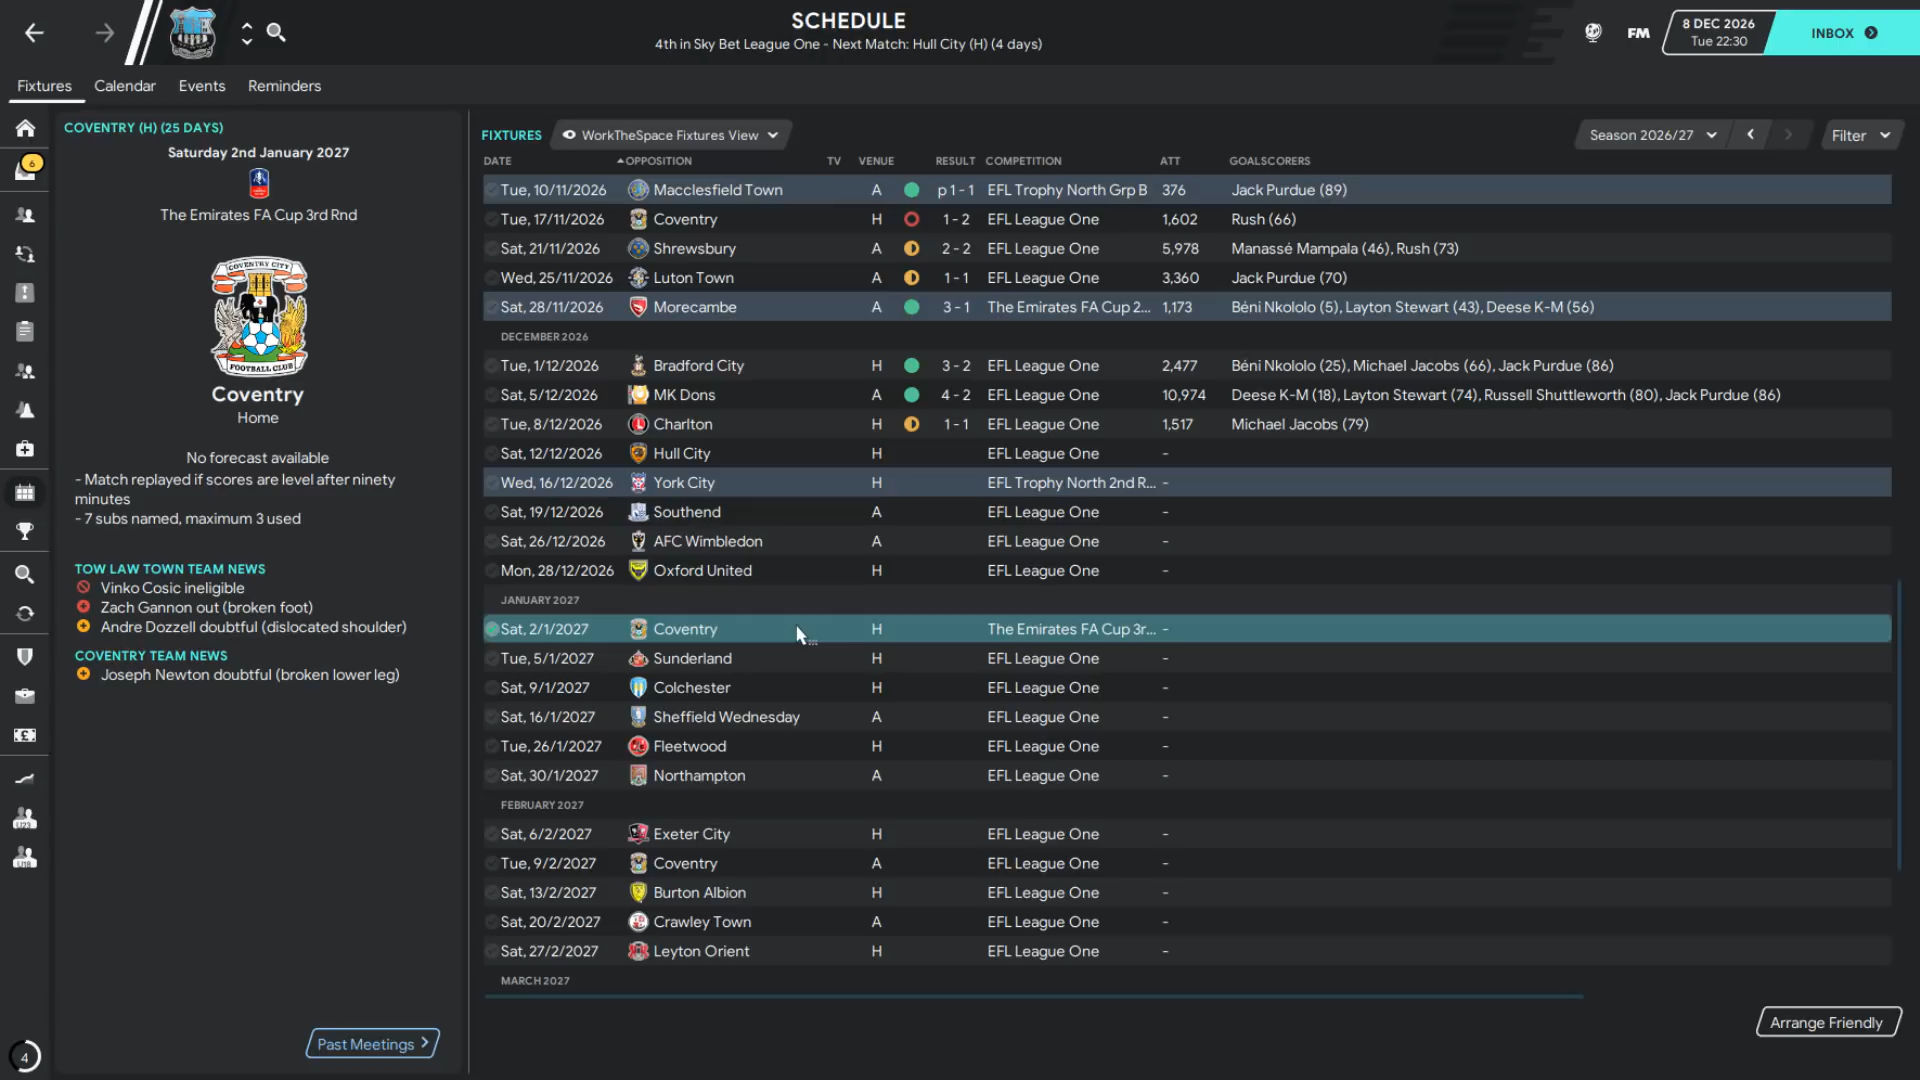 SCHEDULE
4th in Sky Bet League One - Next Match: Hull City (H) (4 days)
FM
8 DEC 2026
Tue 22:30
INBOX
Fixtures Calendar Events Reminders
6
COVENTRY (H) (25 DAYS)
Saturday 2nd January 2027
The Emirates FA Cup 3rd Rnd
COVENTRY CITY
FOOTBALL CLUB
Coventry
Home
No forecast available
- Match replayed if scores are level after ninety
minutes
- 7 subs named, maximum 3 used
TOW LAW TOWN TEAM NEWS
Vinko Cosic ineligible
Zach Gannon out (broken foot)
Andre Dozzell doubtful (dislocated shoulder)
COVENTRY TEAM NEWS
Joseph Newton doubtful (broken lower leg)
Past Meetings
U23
U18
4
FIXTURES WorkTheSpace Fixtures View Season 2026/27 Filter
DATE OPPOSITION TV VENUE RESULT COMPETITION ATT GOALSCORERS
Tue, 10/11/2026 Macclesfield Town A p 1 - 1 EFL Trophy North Grp B 376 Jack Purdue (89)
Tue, 17/11/2026 Coventry H 1 - 2 EFL League One 1,602 Rush (66)
Sat, 21/11/2026 Shrewsbury A 2 - 2 EFL League One 5,978 Manassé Mampala (46), Rush (73)
Wed, 25/11/2026 Luton Town A 1 - 1 EFL League One 3,360 Jack Purdue (70)
Sat, 28/11/2026 Morecambe A 3 - 1 The Emirates FA Cup 2... 1,173 Béni Nkololo (5), Layton Stewart (43), Deese K-M (56)
DECEMBER 2026
Tue, 1/12/2026 Bradford City H 3 - 2 EFL League One 2,477 Béni Nkololo (25), Michael Jacobs (66), Jack Purdue (86)
Sat, 5/12/2026 MK Dons A 4 - 2 EFL League One 10,974 Deese K-M (18), Layton Stewart (74), Russell Shuttleworth (80), Jack Purdue (86)
Tue, 8/12/2026 Charlton H 1 - 1 EFL League One 1,517 Michael Jacobs (79)
Sat, 12/12/2026 Hull City H EFL League One -
Wed, 16/12/2026 York City H EFL Trophy North 2nd R... -
Sat, 19/12/2026 Southend A EFL League One -
Sat, 26/12/2026 AFC Wimbledon A EFL League One -
Mon, 28/12/2026 Oxford United H EFL League One -
JANUARY 2027
Sat, 2/1/2027 Coventry H The Emirates FA Cup 3r... -
Tue, 5/1/2027 Sunderland H EFL League One -
Sat, 9/1/2027 Colchester H EFL League One -
Sat, 16/1/2027 Sheffield Wednesday A EFL League One -
Tue, 26/1/2027 Fleetwood H EFL League One -
Sat, 30/1/2027 Northampton A EFL League One -
FEBRUARY 2027
Sat, 6/2/2027 Exeter City H EFL League One -
Tue, 9/2/2027 Coventry A EFL League One -
Sat, 13/2/2027 Burton Albion H EFL League One -
Sat, 20/2/2027 Crawley Town A EFL League One -
Sat, 27/2/2027 Leyton Orient H EFL League One -
MARCH 2027
Arrange Friendly